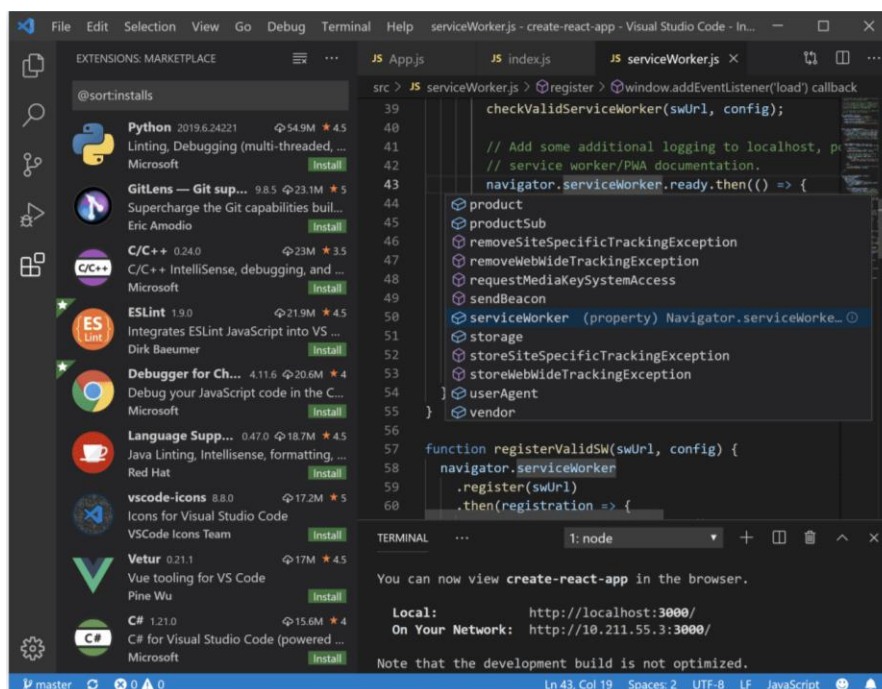 File Edit Selection View Go Debug Terminal Help serviceWorker.js - create-react-app - Visual Studio Code - In...
EXTENSIONS: MARKETPLACE
@sort:installs
Python 2019.6.24221 54.9M ★ 4.5
Linting, Debugging (multi-threaded, ...
Microsoft Install
GitLens — Git sup... 9.8.5 23.1M ★ 5
Supercharge the Git capabilities buil...
Eric Amodio Install
C/C++ 0.24.0 23M ★ 3.5
C/C++
C/C++ IntelliSense, debugging, and ...
Microsoft Install
ESLint 1.9.0 21.9M ★ 4.5
ES
Lint
Integrates ESLint JavaScript into VS ...
Dirk Baeumer Install
Debugger for Ch... 4.11.6 20.6M ★ 4
Debug your JavaScript code in the C...
Microsoft Install
Language Supp... 0.47.0 18.7M ★ 4.5
Java Linting, Intellisense, formatting, ...
Red Hat Install
vscode-icons 8.8.0 17.2M ★ 5
Icons for Visual Studio Code
VSCode Icons Team Install
Vetur 0.21.1 17M ★ 4.5
Vue tooling for VS Code
Pine Wu Install
C# 1.21.0 15.6M ★ 4
C#
C# for Visual Studio Code (powered ...
Microsoft Install
JS App.js JS index.js JS serviceWorker.js ×
src > JS serviceWorker.js > register > window.addEventListener('load') callback
39 checkValidServiceWorker(swUrl, config);
40
41 // Add some additional logging to localhost, po
42 // service worker/PWA documentation.
43 navigator.serviceWorker.ready.then(() => {
44 product
45 productSub
46 removeSiteSpecificTrackingException
47 removeWebWideTrackingException
48 requestMediaKeySystemAccess
49 sendBeacon
50 serviceWorker (property) Navigator.serviceWorke...
51 storage
52 storeSiteSpecificTrackingException
53 storeWebWideTrackingException
54 } userAgent
55 } vendor
56
57 function registerValidSW(swUrl, config) {
58 navigator.serviceWorker
59 .register(swUrl)
60 .then(registration => {
TERMINAL ... 1: node
You can now view create-react-app in the browser.
Local: http://localhost:3000/
On Your Network: http://10.211.55.3:3000/
Note that the development build is not optimized.
master 0 0 Ln 43, Col 19 Spaces: 2 UTF-8 LF JavaScript